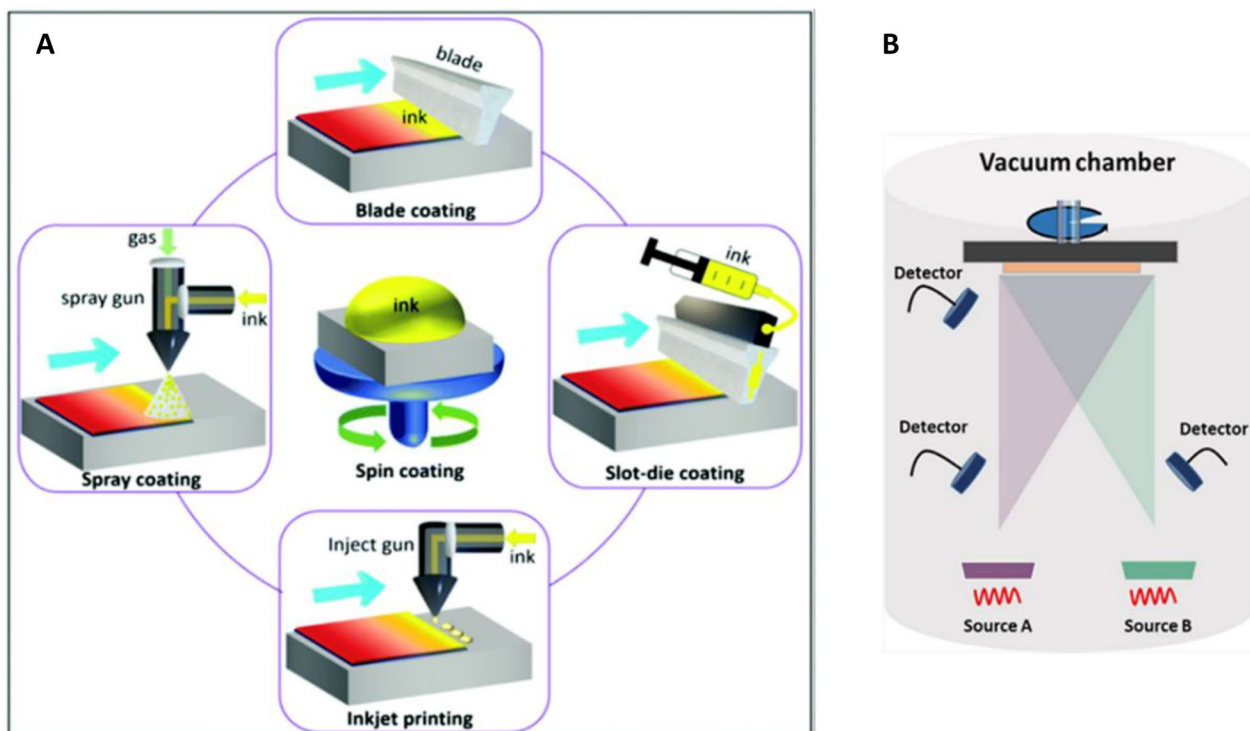 A
blade
ink
Blade coating
gas
spray gun
ink
Spray coating
ink
Spin coating
ink
Slot-die coating
Inject gun
ink
Inkjet printing
B
Vacuum chamber
Detector
Detector
Detector
Source A
Source B